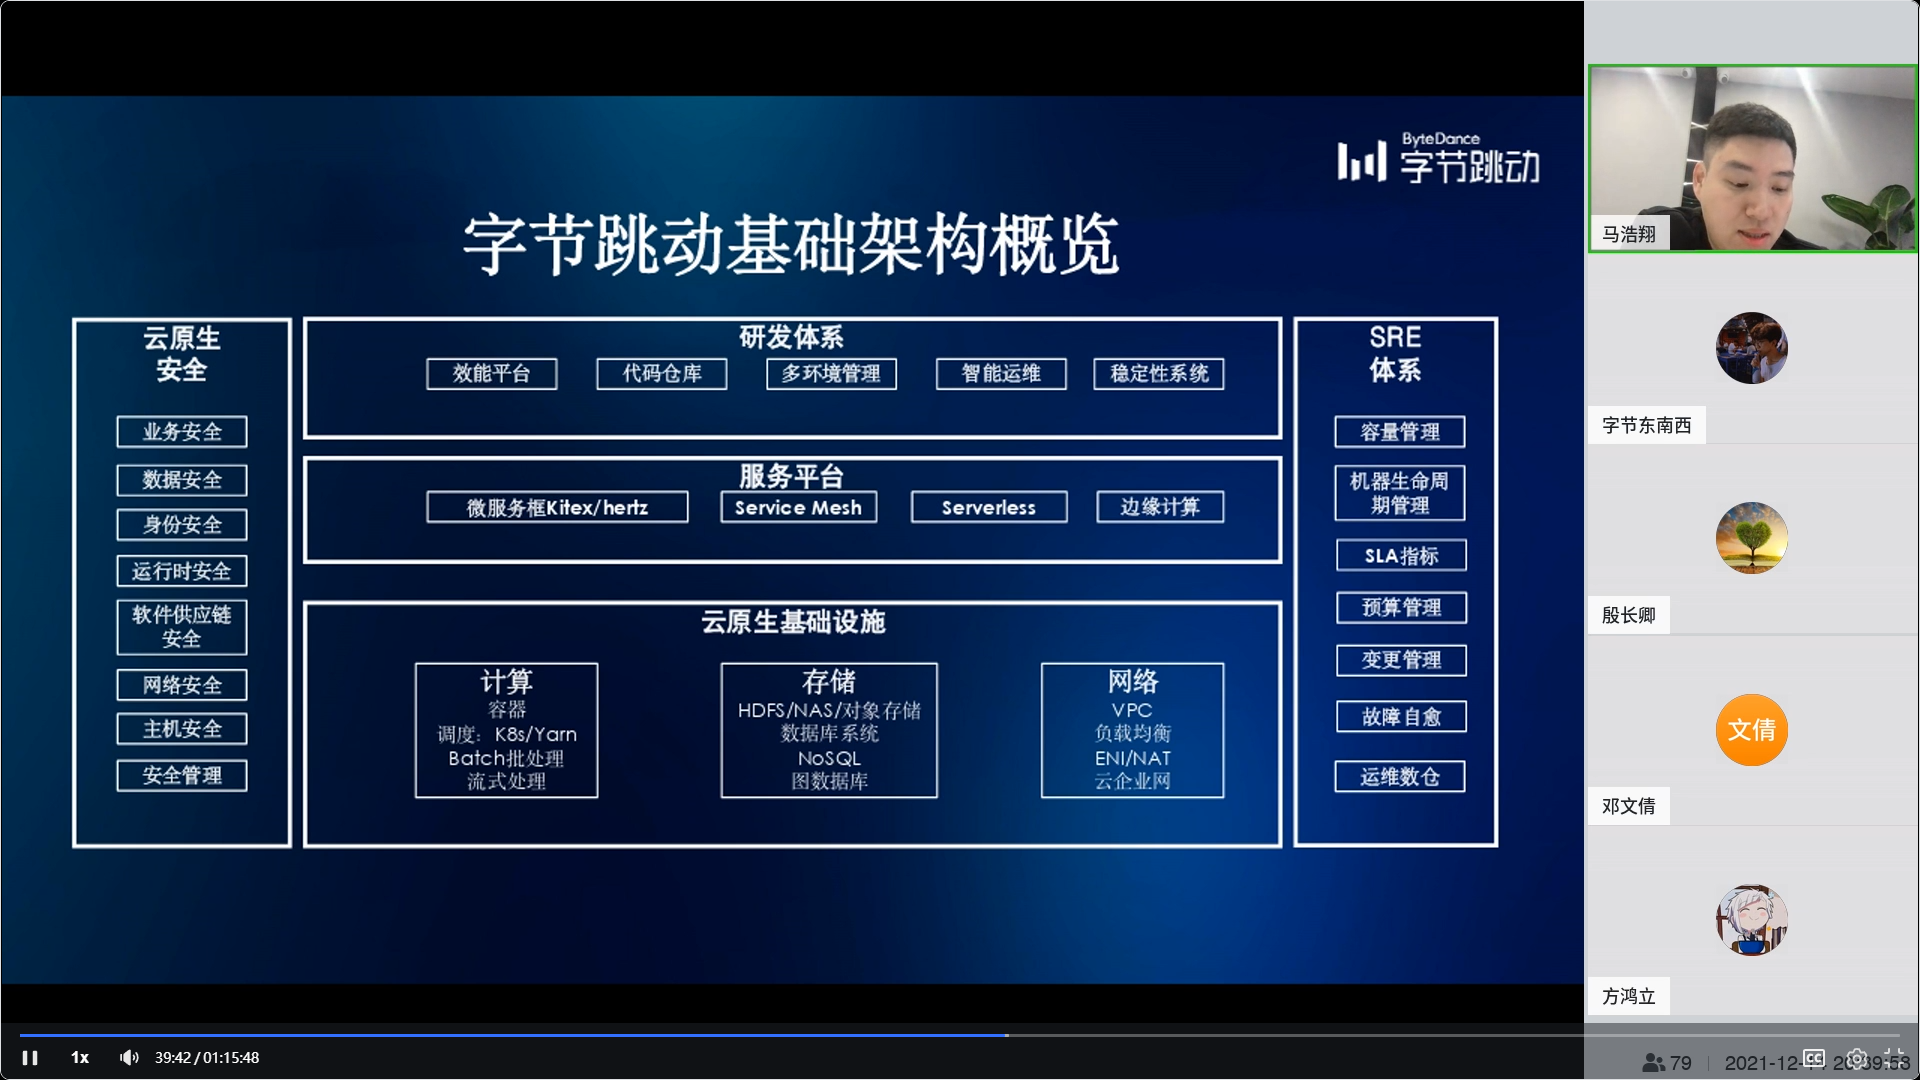 ByteDance
字节跳动
字节跳动基础架构概览
云原生
安全
业务安全
数据安全
身份安全
运行时安全
软件供应链
安全
网络安全
主机安全
安全管理
研发体系
效能平台
代码仓库
多环境管理
智能运维
稳定性系统
服务平台
微服务框Kitex/hertz
Service Mesh
Serverless
边缘计算
云原生基础设施
计算
容器
调度：K8s/Yarn
Batch批处理
流式处理
存储
HDFS/NAS/对象存储
数据库系统
NoSQL
图数据库
网络
VPC
负载均衡
ENI/NAT
云企业网
SRE
体系
容量管理
机器生命周
期管理
SLA指标
预算管理
变更管理
故障自愈
运维数仓
马浩翔
字节东南西
殷长卿
文倩
邓文倩
方鸿立
1x
39:42 / 01:15:48
CC
79
2021-12-